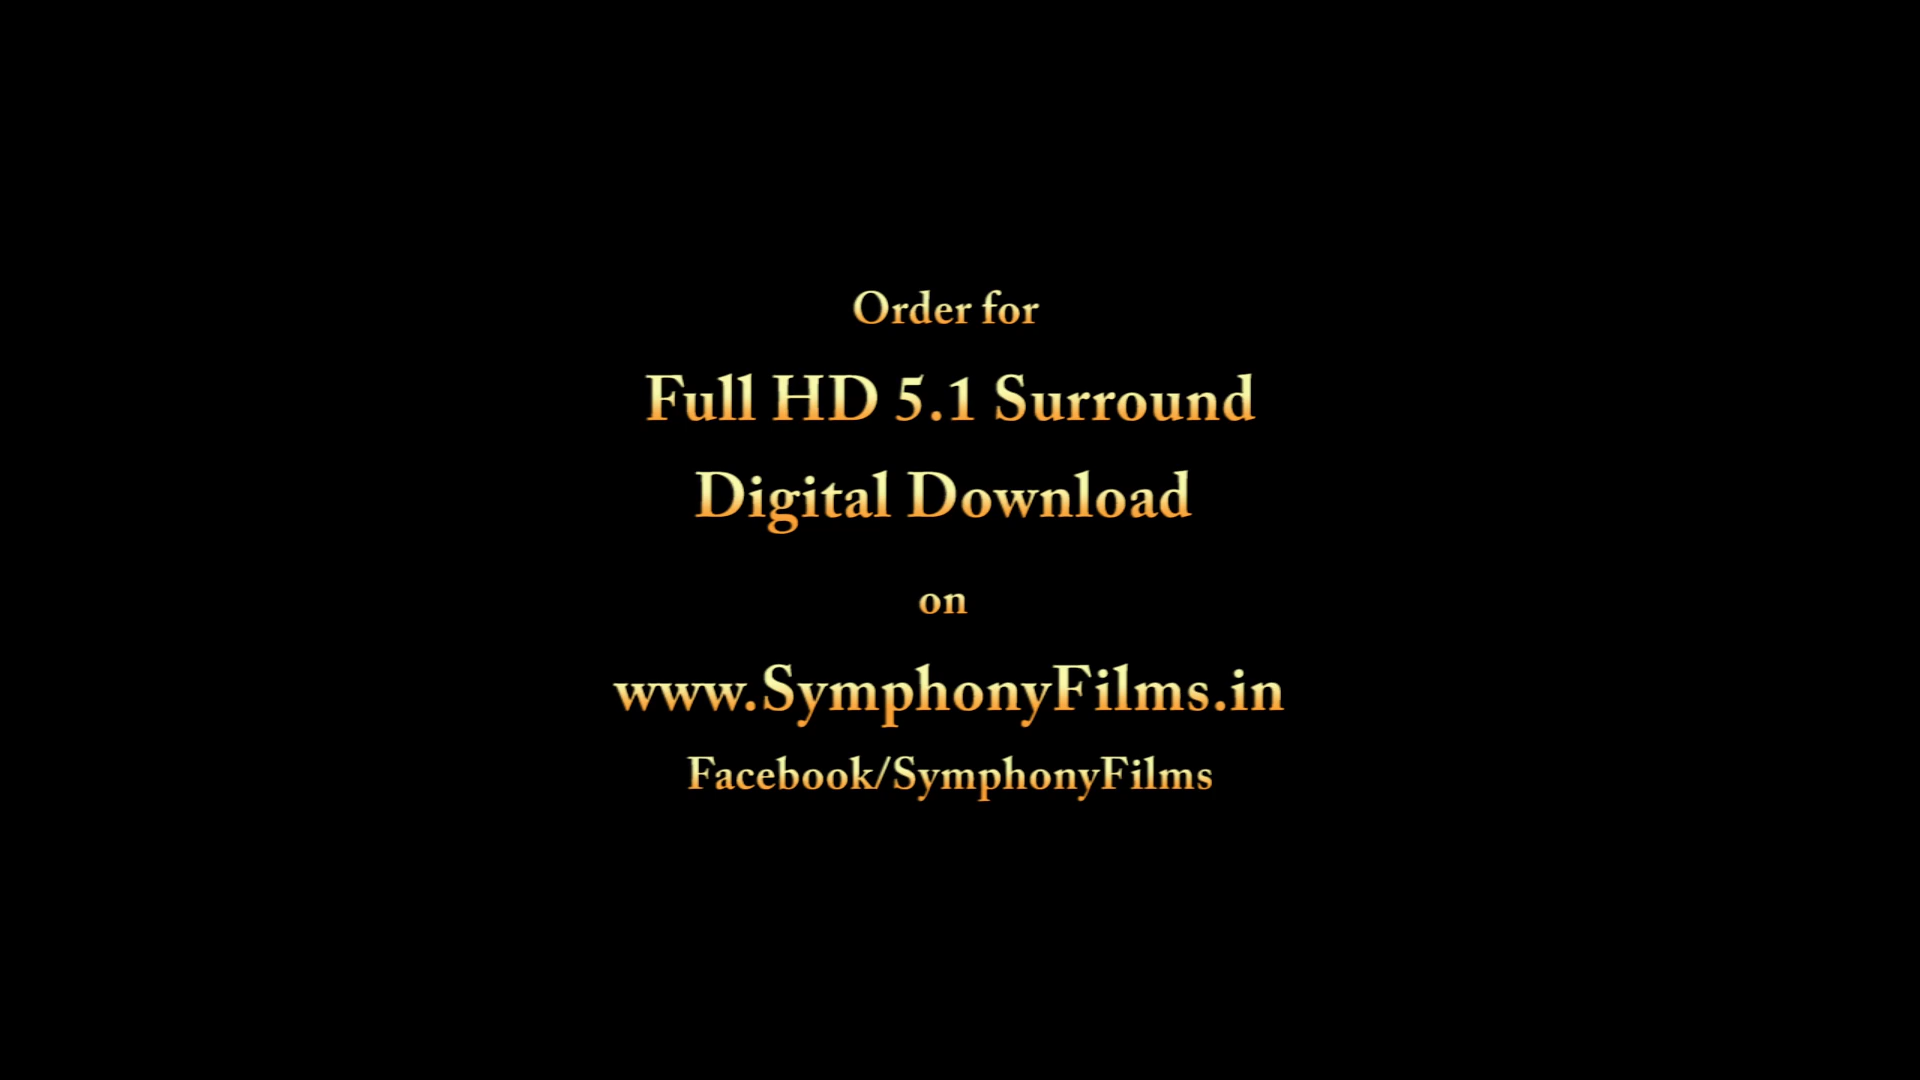 Order for
Full HD 5.1 Surround
Digital Download
on
www.SymphonyFilms.in
Facebook/SymphonyFilms